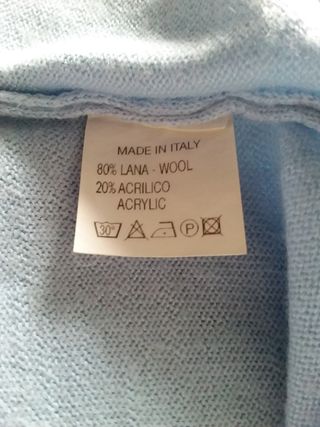 MADE IN ITALY
80% LANA - WOOL
20% ACRILICO
ACRYLIC
30° P